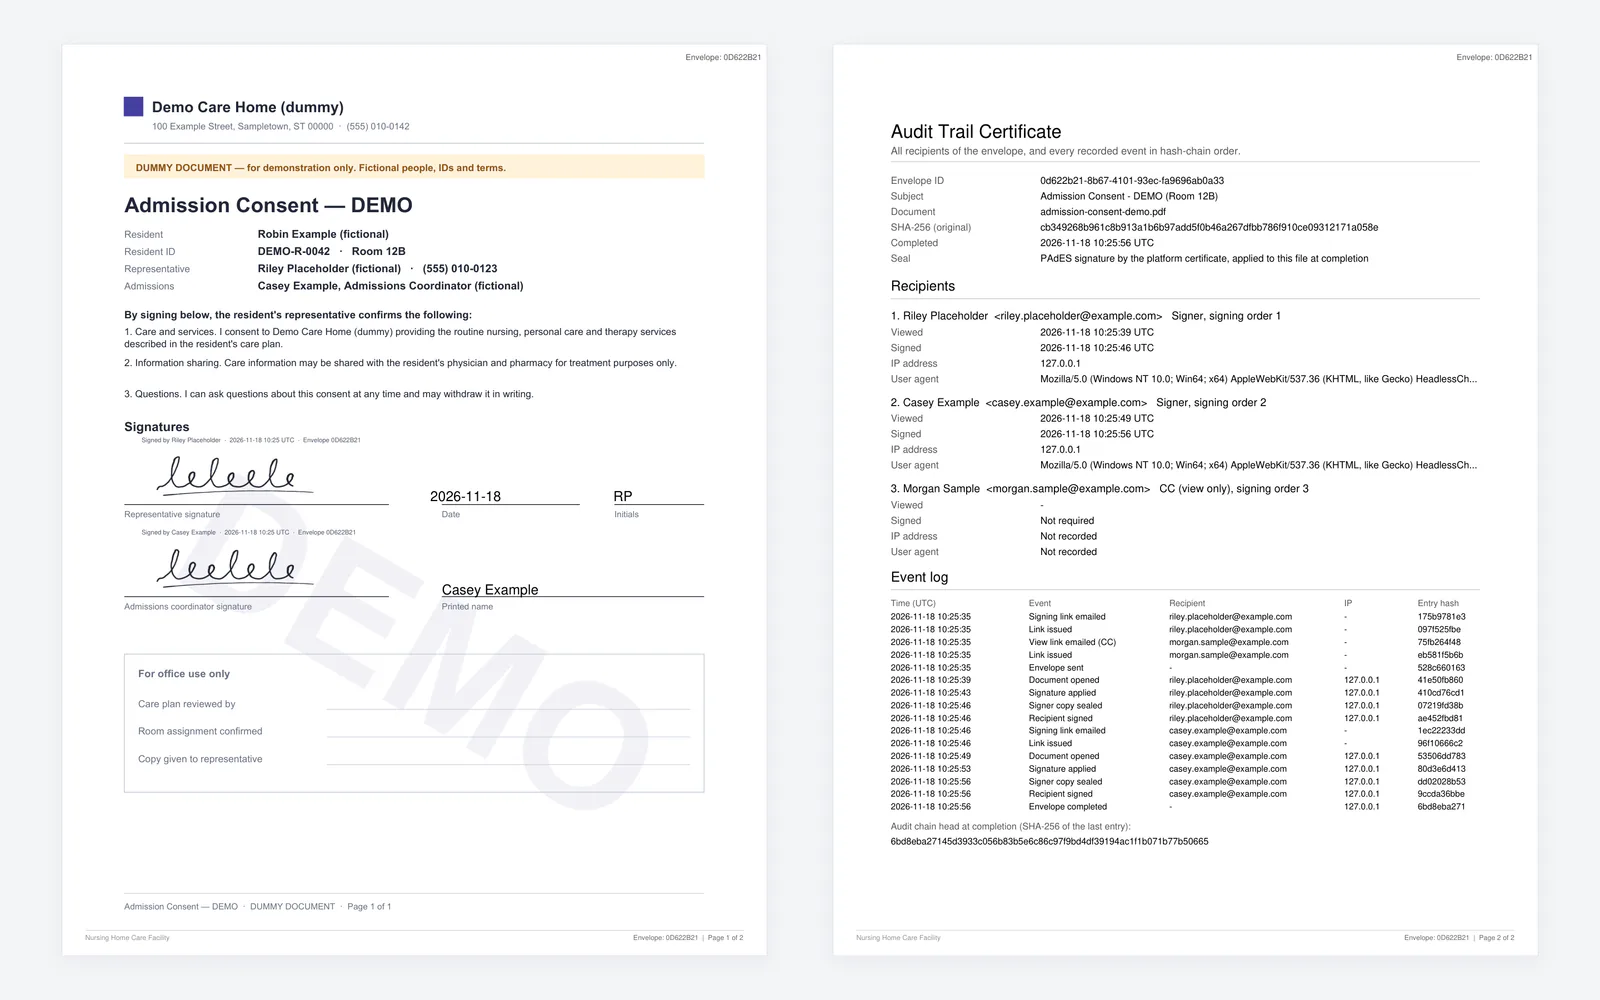 Envelope: 0D622B21
Demo Care Home (dummy)
100 Example Street, Sampletown, ST 00000 · (555) 010-0142
DUMMY DOCUMENT — for demonstration only. Fictional people, IDs and terms.
Admission Consent — DEMO
Resident Robin Example (fictional)
Resident ID DEMO-R-0042 · Room 12B
Representative Riley Placeholder (fictional) · (555) 010-0123
Admissions Casey Example, Admissions Coordinator (fictional)
By signing below, the resident's representative confirms the following:
1. Care and services. I consent to Demo Care Home (dummy) providing the routine nursing, personal care and therapy services
described in the resident's care plan.
2. Information sharing. Care information may be shared with the resident's physician and pharmacy for treatment purposes only.
3. Questions. I can ask questions about this consent at any time and may withdraw it in writing.
Signatures
Signed by Riley Placeholder · 2026-11-18 10:25 UTC · Envelope 0D622B21
2026-11-18 RP
Representative signature Date Initials
Signed by Casey Example · 2026-11-18 10:25 UTC · Envelope 0D622B21
Casey Example
Admissions coordinator signature Printed name
DEMO
For office use only
Care plan reviewed by
Room assignment confirmed
Copy given to representative
Admission Consent — DEMO · DUMMY DOCUMENT · Page 1 of 1
Nursing Home Care Facility Envelope: 0D622B21 | Page 1 of 2
Envelope: 0D622B21
Audit Trail Certificate
All recipients of the envelope, and every recorded event in hash-chain order.
Envelope ID 0d622b21-8b67-4101-93ec-fa9696ab0a33
Subject Admission Consent - DEMO (Room 12B)
Document admission-consent-demo.pdf
SHA-256 (original) cb349268b961c8b913a1b6b97add5f0b46a267dfbb786f910ce09312171a058e
Completed 2026-11-18 10:25:56 UTC
Seal PAdES signature by the platform certificate, applied to this file at completion
Recipients
1. Riley Placeholder <riley.placeholder@example.com> Signer, signing order 1
Viewed 2026-11-18 10:25:39 UTC
Signed 2026-11-18 10:25:46 UTC
IP address 127.0.0.1
User agent Mozilla/5.0 (Windows NT 10.0; Win64; x64) AppleWebKit/537.36 (KHTML, like Gecko) HeadlessCh...
2. Casey Example <casey.example@example.com> Signer, signing order 2
Viewed 2026-11-18 10:25:49 UTC
Signed 2026-11-18 10:25:56 UTC
IP address 127.0.0.1
User agent Mozilla/5.0 (Windows NT 10.0; Win64; x64) AppleWebKit/537.36 (KHTML, like Gecko) HeadlessCh...
3. Morgan Sample <morgan.sample@example.com> CC (view only), signing order 3
Viewed -
Signed Not required
IP address Not recorded
User agent Not recorded
Event log
Time (UTC) Event Recipient IP Entry hash
2026-11-18 10:25:35 Signing link emailed riley.placeholder@example.com - 175b9781e3
2026-11-18 10:25:35 Link issued riley.placeholder@example.com - 097f525fbe
2026-11-18 10:25:35 View link emailed (CC) morgan.sample@example.com - 75fb264f48
2026-11-18 10:25:35 Link issued morgan.sample@example.com - eb581f5b6b
2026-11-18 10:25:35 Envelope sent - - 528c660163
2026-11-18 10:25:39 Document opened riley.placeholder@example.com 127.0.0.1 41e50fb860
2026-11-18 10:25:43 Signature applied riley.placeholder@example.com 127.0.0.1 410cd76cd1
2026-11-18 10:25:46 Signer copy sealed riley.placeholder@example.com 127.0.0.1 07219fd38b
2026-11-18 10:25:46 Recipient signed riley.placeholder@example.com 127.0.0.1 ae452fbd81
2026-11-18 10:25:46 Signing link emailed casey.example@example.com - 1ec22233dd
2026-11-18 10:25:46 Link issued casey.example@example.com - 96f10666c2
2026-11-18 10:25:49 Document opened casey.example@example.com 127.0.0.1 53506dd783
2026-11-18 10:25:53 Signature applied casey.example@example.com 127.0.0.1 80d3e6d413
2026-11-18 10:25:56 Signer copy sealed casey.example@example.com 127.0.0.1 dd02028b53
2026-11-18 10:25:56 Recipient signed casey.example@example.com 127.0.0.1 9ccda36bbe
2026-11-18 10:25:56 Envelope completed - 127.0.0.1 6bd8eba271
Audit chain head at completion (SHA-256 of the last entry):
6bd8eba27145d3933c056b83b5e6c86c97f9bd4df39194ac1f1b071b77b50665
Nursing Home Care Facility Envelope: 0D622B21 | Page 2 of 2